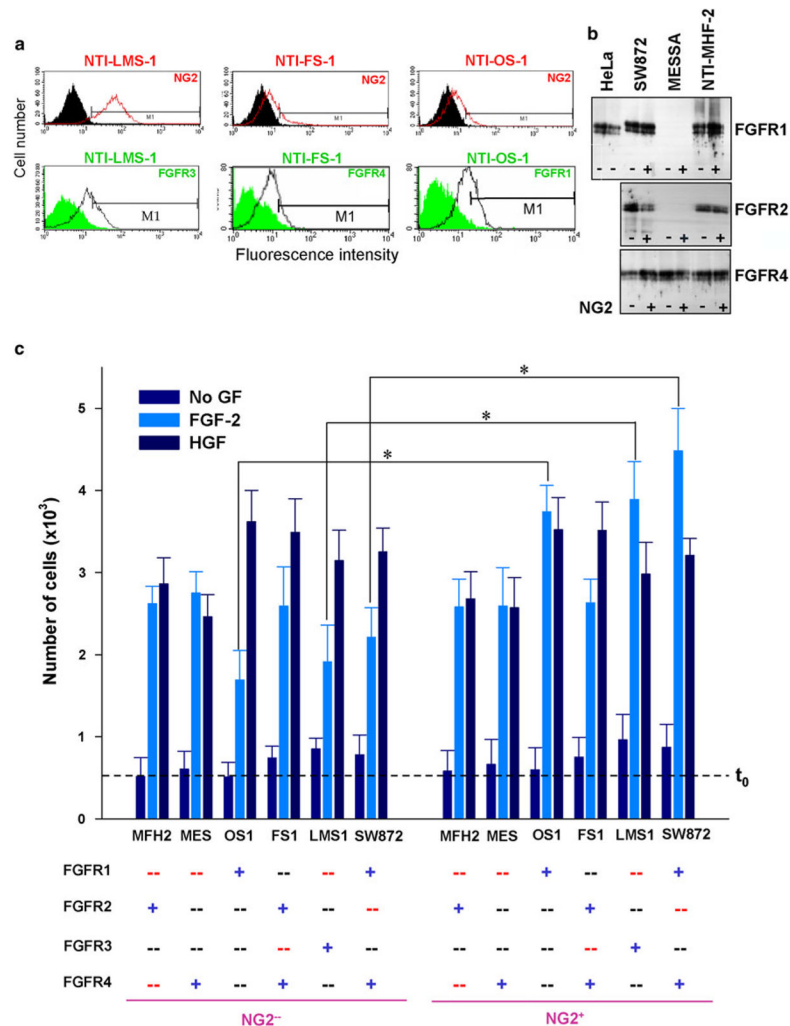 a
NTI-LMS-1
NTI-FS-1
NTI-OS-1
NG2
NG2
NG2
M1
M1
M1
Cell number
NTI-LMS-1
NTI-FS-1
NTI-OS-1
FGFR3
FGFR4
FGFR1
M1
M1
M1
Fluorescence intensity
b
HeLa
SW872
MESSA
NTI-MHF-2
FGFR1
- - - + - + - +
FGFR2
- + - + - +
FGFR4
NG2 - + - + - +
c
No GF
FGF-2
HGF
* * *
Number of cells (x10³)
5
4
3
2
1
0
t₀
MFH2 MES OS1 FS1 LMS1 SW872 MFH2 MES OS1 FS1 LMS1 SW872
FGFR1 -- -- + -- -- + -- -- + -- -- +
FGFR2 + -- -- + -- -- + -- -- + -- --
FGFR3 -- -- -- -- + -- -- -- -- -- + --
FGFR4 -- + -- + -- + -- + -- + -- +
NG2-- NG2⁺